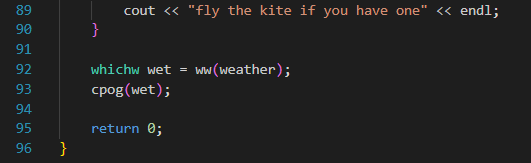 89 cout << "fly the kite if you have one" << endl;
90 }
91
92 whichw wet = ww(weather);
93 cpog(wet);
94
95 return 0;
96 }